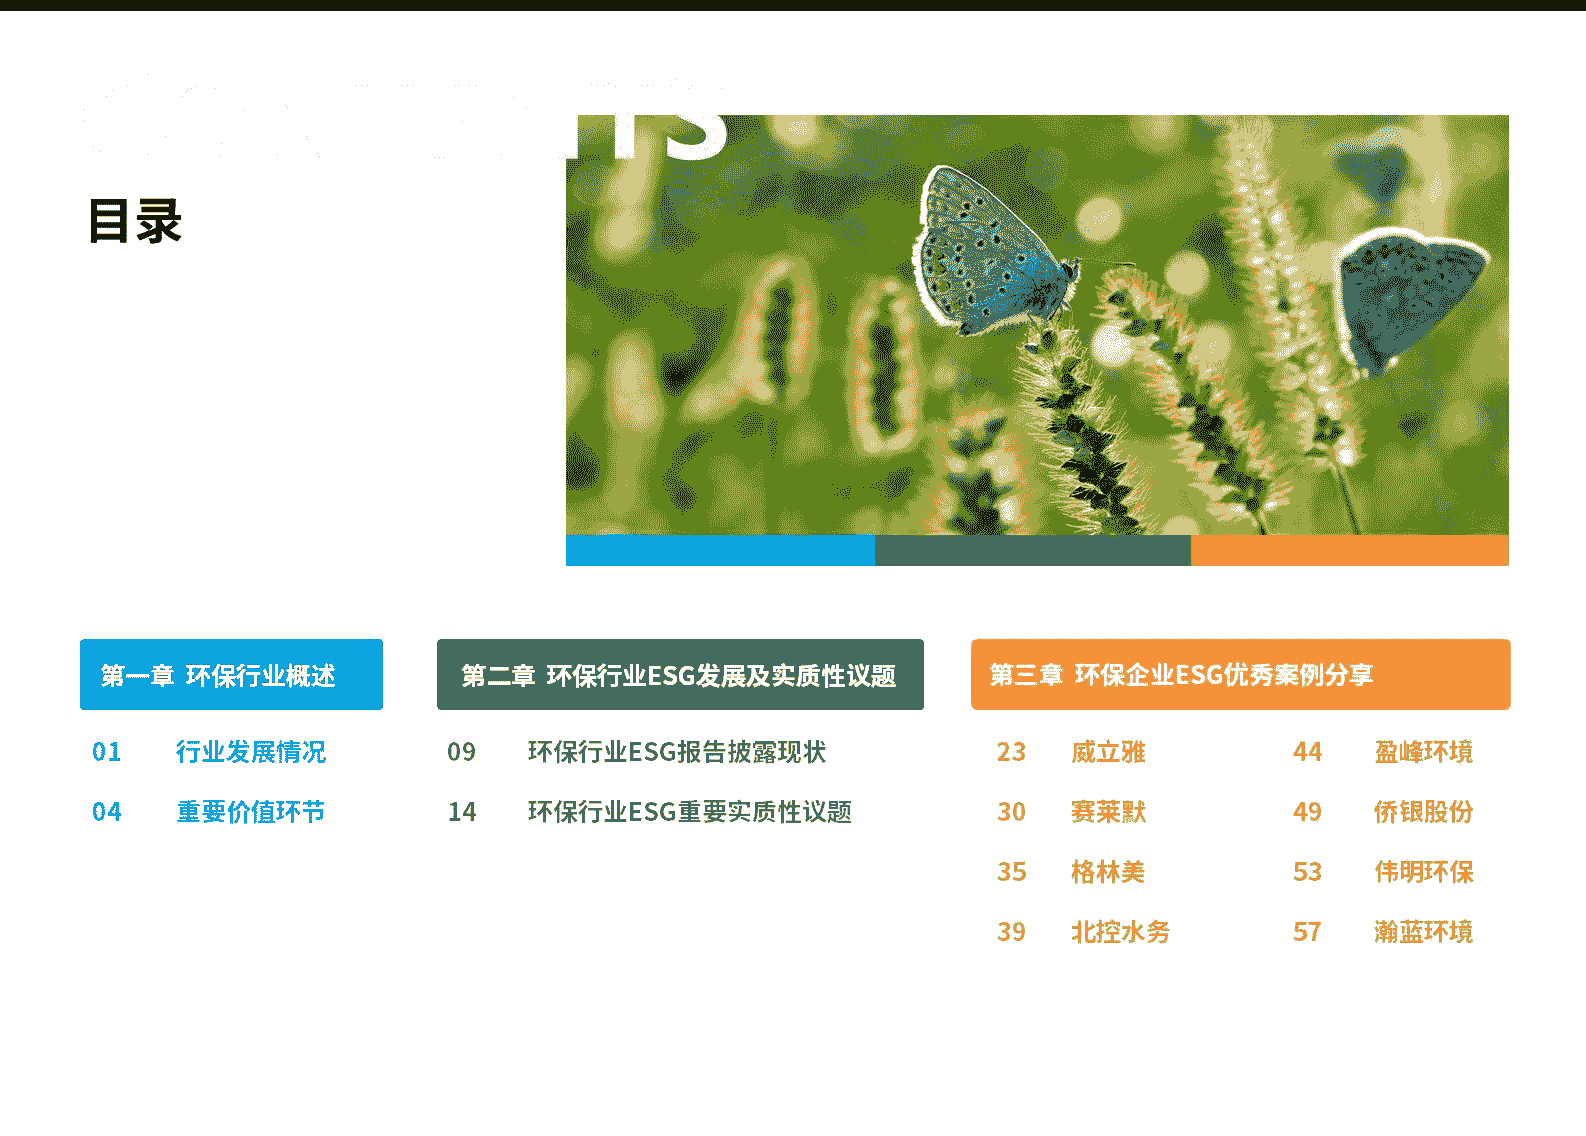 TS
目录
第一章 环保行业概述
01 行业发展情况
04 重要价值环节
第二章 环保行业ESG发展及实质性议题
09 环保行业ESG报告披露现状
14 环保行业ESG重要实质性议题
第三章 环保企业ESG优秀案例分享
23 威立雅
30 赛莱默
35 格林美
39 北控水务
44 盈峰环境
49 侨银股份
53 伟明环保
57 瀚蓝环境